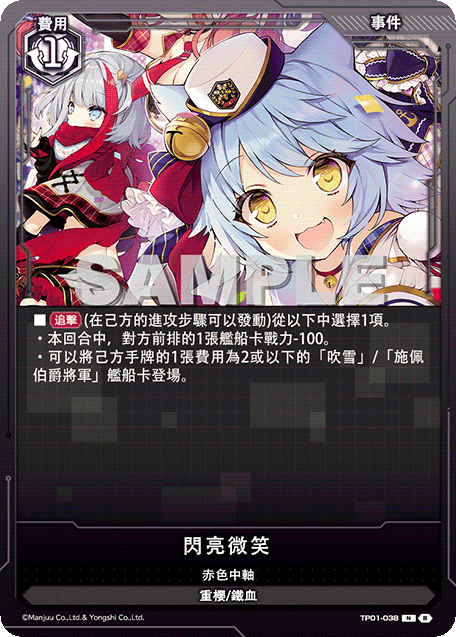 費用
事件
1
SAMPLE
■ 追擊 (在己方的進攻步驟可以發動)從以下中選擇1項。
・本回合中，對方前排的1張艦船卡戰力-100。
・可以將己方手牌的1張費用為2或以下的「吹雪」/「施佩
伯爵將軍」艦船卡登場。
閃亮微笑
赤色中軸
重櫻/鐵血
©Manjuu Co.,Ltd.& Yongshi Co.,Ltd.
TP01-038 N B